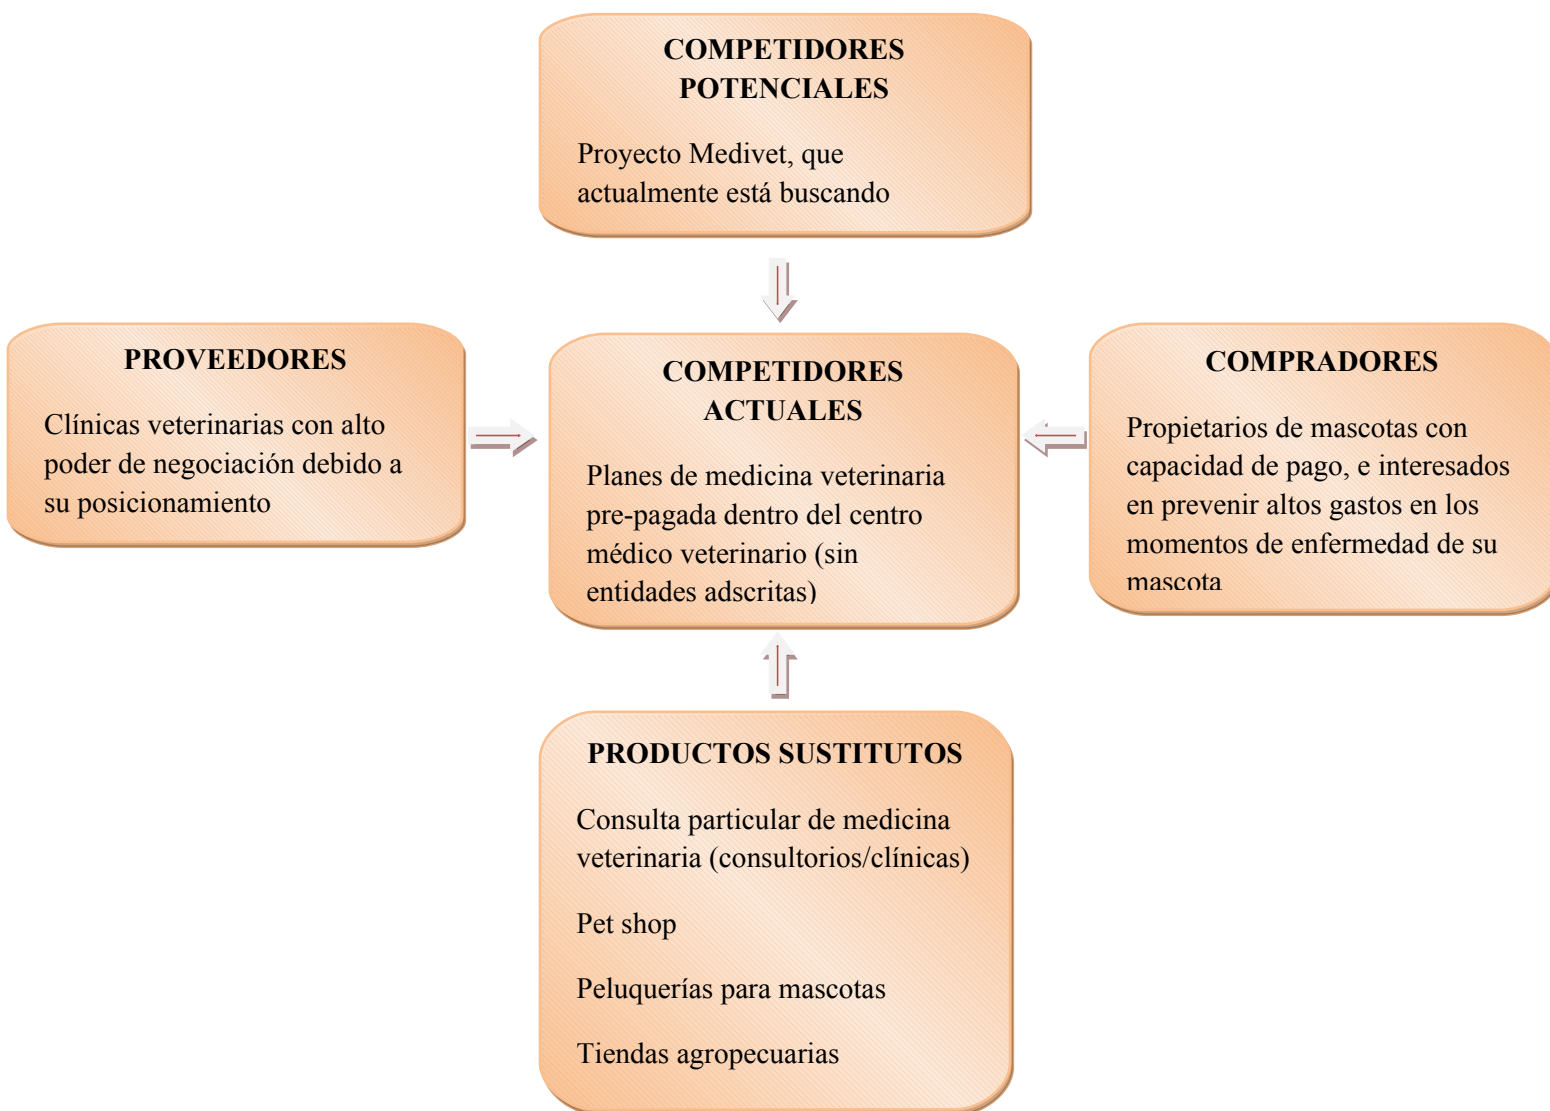 COMPETIDORES
POTENCIALES
Proyecto Medivet, que
actualmente está buscando
PROVEEDORES
Clínicas veterinarias con alto
poder de negociación debido a
su posicionamiento
COMPETIDORES
ACTUALES
Planes de medicina veterinaria
pre-pagada dentro del centro
médico veterinario (sin
entidades adscritas)
COMPRADORES
Propietarios de mascotas con
capacidad de pago, e interesados
en prevenir altos gastos en los
momentos de enfermedad de su
mascota
PRODUCTOS SUSTITUTOS
Consulta particular de medicina
veterinaria (consultorios/clínicas)
Pet shop
Peluquerías para mascotas
Tiendas agropecuarias